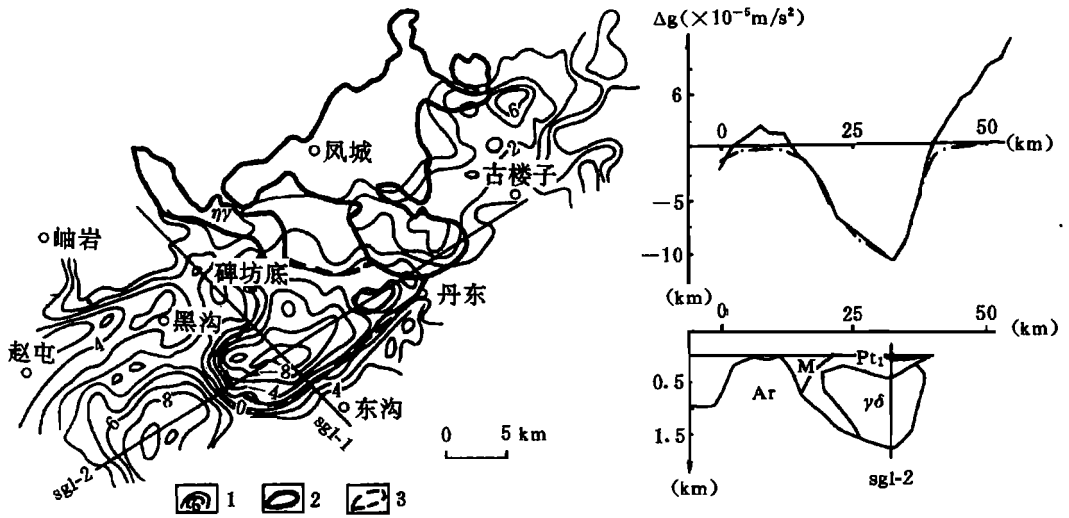 6
凤城
2
古楼子
ηγ
岫岩
碑坊底
丹东
黑沟
4
赵屯
8
4
4
8
0
东沟
6
sgl-1
sgl-2
0 5 km
1 2 3
Δg(×10⁻⁵m/s²)
6
0 25 50
(km)
−5
−10
(km)
0 25 50
(km)
M Pt₁
0.5
Ar
γδ
1.5
sgl-2
(km)